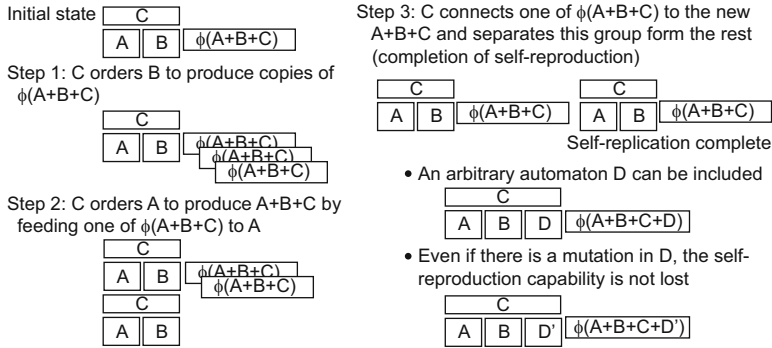 Initial state
C
A B ϕ(A+B+C)
Step 1: C orders B to produce copies of
ϕ(A+B+C)
C
A B ϕ(A+B+C)
ϕ(A+B+C)
ϕ(A+B+C)
Step 2: C orders A to produce A+B+C by
feeding one of ϕ(A+B+C) to A
C
A B ϕ(A+B+C)
ϕ(A+B+C)
C
A B
Step 3: C connects one of ϕ(A+B+C) to the new
A+B+C and separates this group form the rest
(completion of self-reproduction)
C C
A B ϕ(A+B+C) A B ϕ(A+B+C)
Self-replication complete
• An arbitrary automaton D can be included
C
A B D ϕ(A+B+C+D)
• Even if there is a mutation in D, the self-
reproduction capability is not lost
C
A B D’ ϕ(A+B+C+D’)